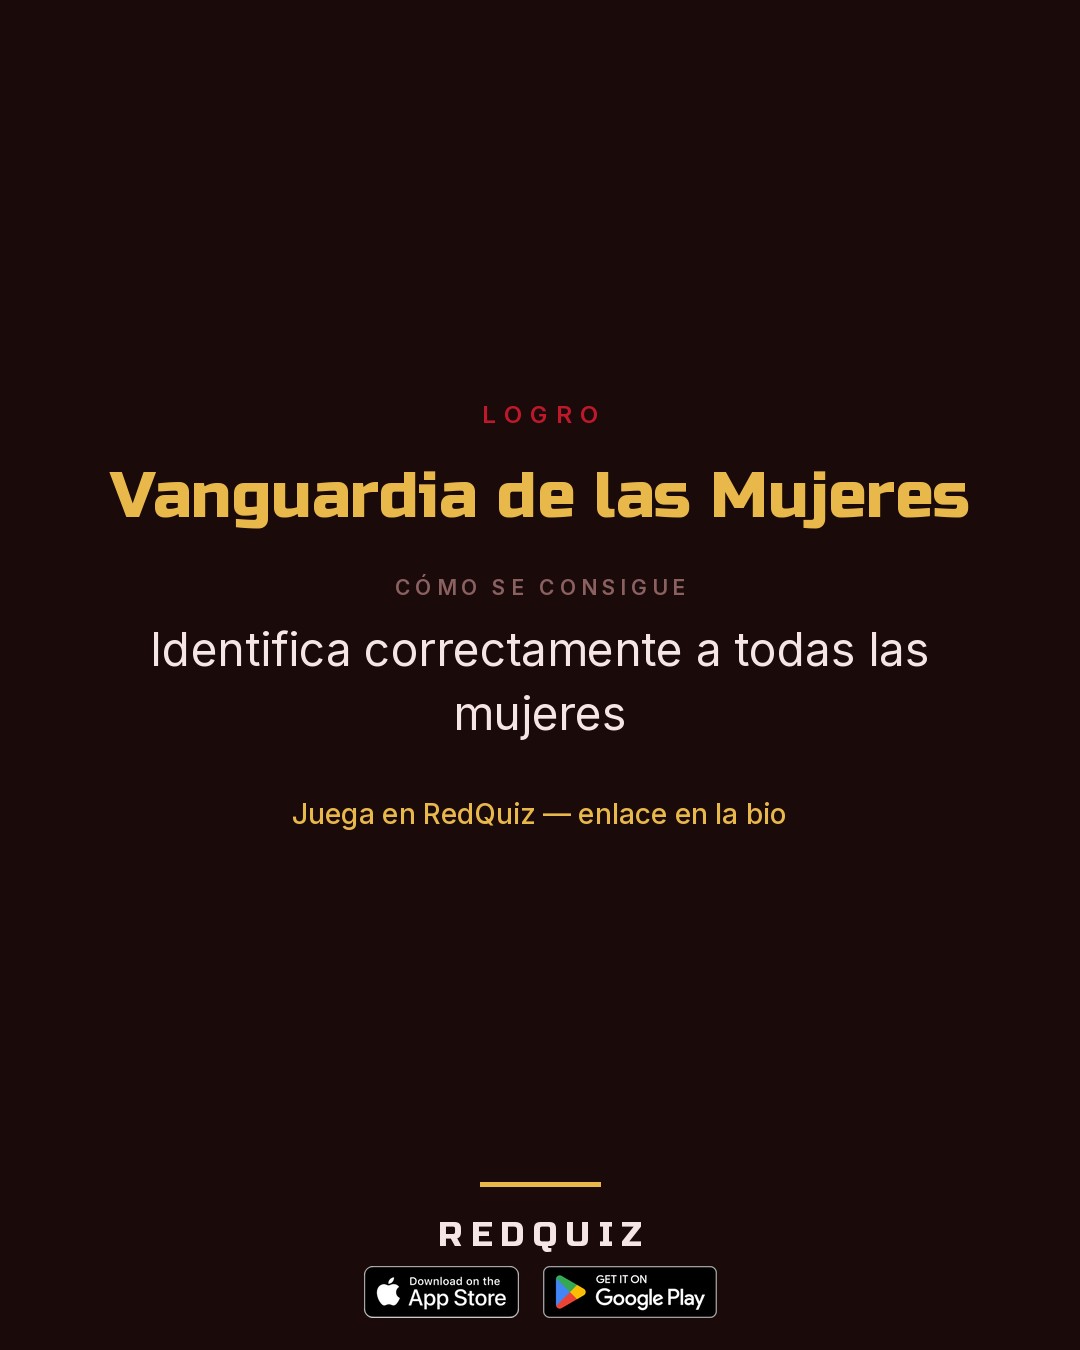 LOGRO
Vanguardia de las Mujeres
CÓMO SE CONSIGUE
Identifica correctamente a todas las
mujeres
Juega en RedQuiz — enlace en la bio
REDQUIZ
Download on the
App Store
GET IT ON
Google Play